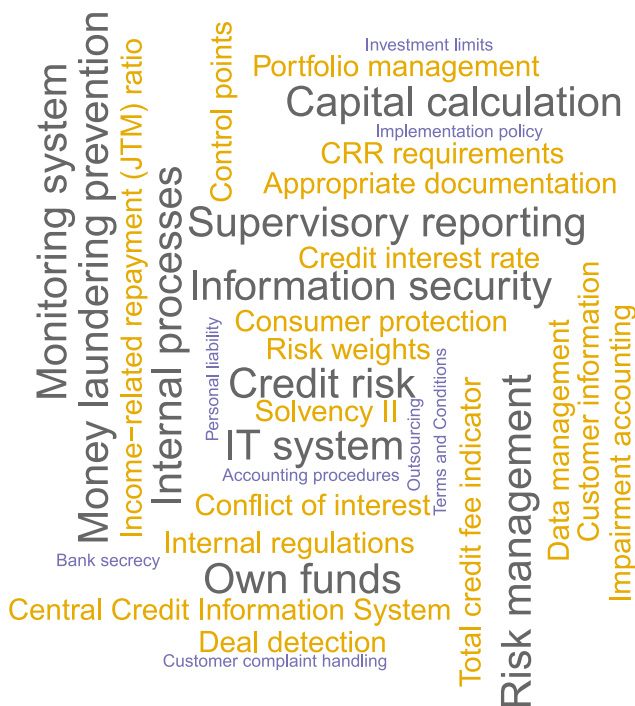 Investment limits
Portfolio management
Capital calculation
Implementation policy
CRR requirements
Appropriate documentation
Supervisory reporting
Credit interest rate
Information security
Consumer protection
Risk weights
Credit risk
Solvency II
IT system
Accounting procedures
Conflict of interest
Internal regulations
Bank secrecy
Own funds
Central Credit Information System
Deal detection
Customer complaint handling
Monitoring system
Money laundering prevention
Income-related repayment (JTM) ratio
Internal processes
Control points
Personal liability
Outsourcing
Terms and Conditions
Total credit fee indicator
Risk management
Data management
Customer information
Impairment accounting